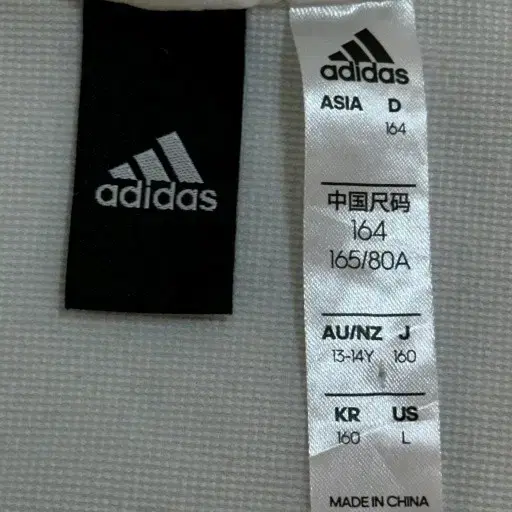 adidas
adidas
ASIA D
164
中国尺码
164
165/80A
AU/NZ J
13-14Y 160
KR US
160 L
MADE IN CHINA